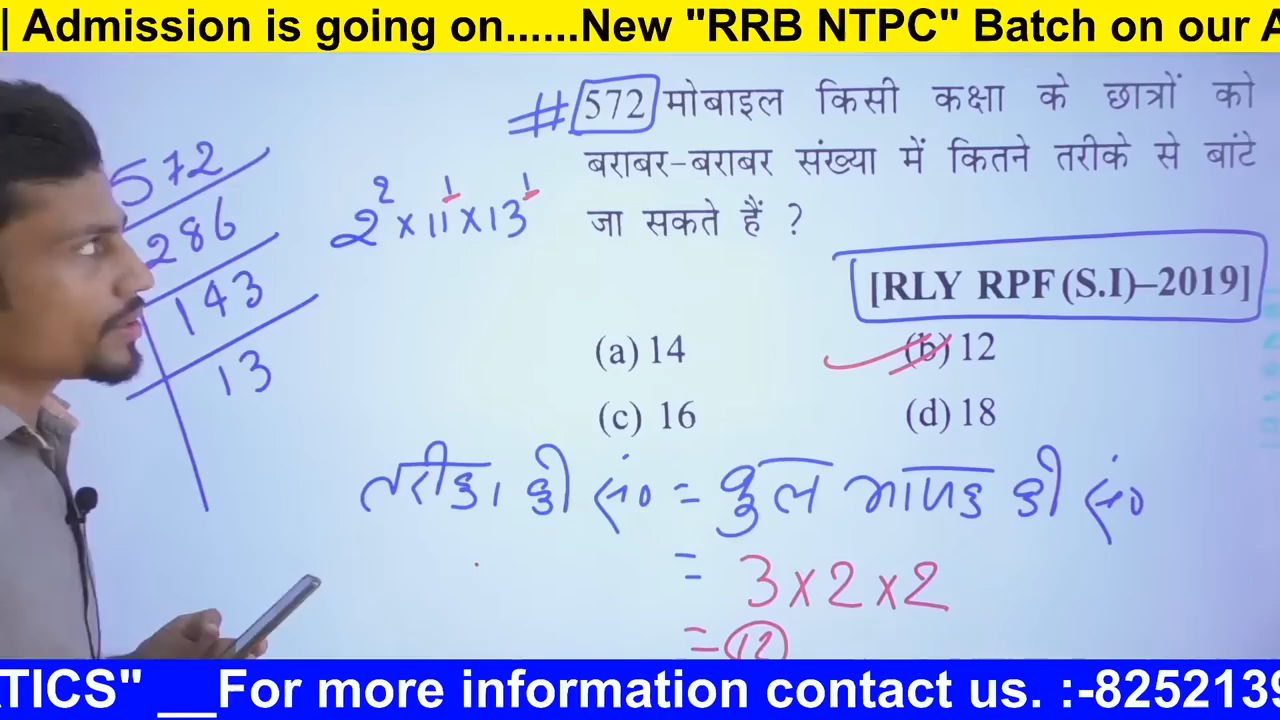 | Admission is going on......New "RRB NTPC" Batch on our A
# 572 मोबाइल किसी कक्षा के छात्रों को
बराबर-बराबर संख्या में कितने तरीके से बांटे
जा सकते हैं ?
[RLY RPF (S.I)–2019]
(a) 14
(b) 12
(c) 16
(d) 18
572
286
143
13
2² × 11¹ × 13¹
तरीका की सं० = कुल भाजक की सं०
= 3 × 2 × 2
= 12
ATICS" __For more information contact us. :-8252139